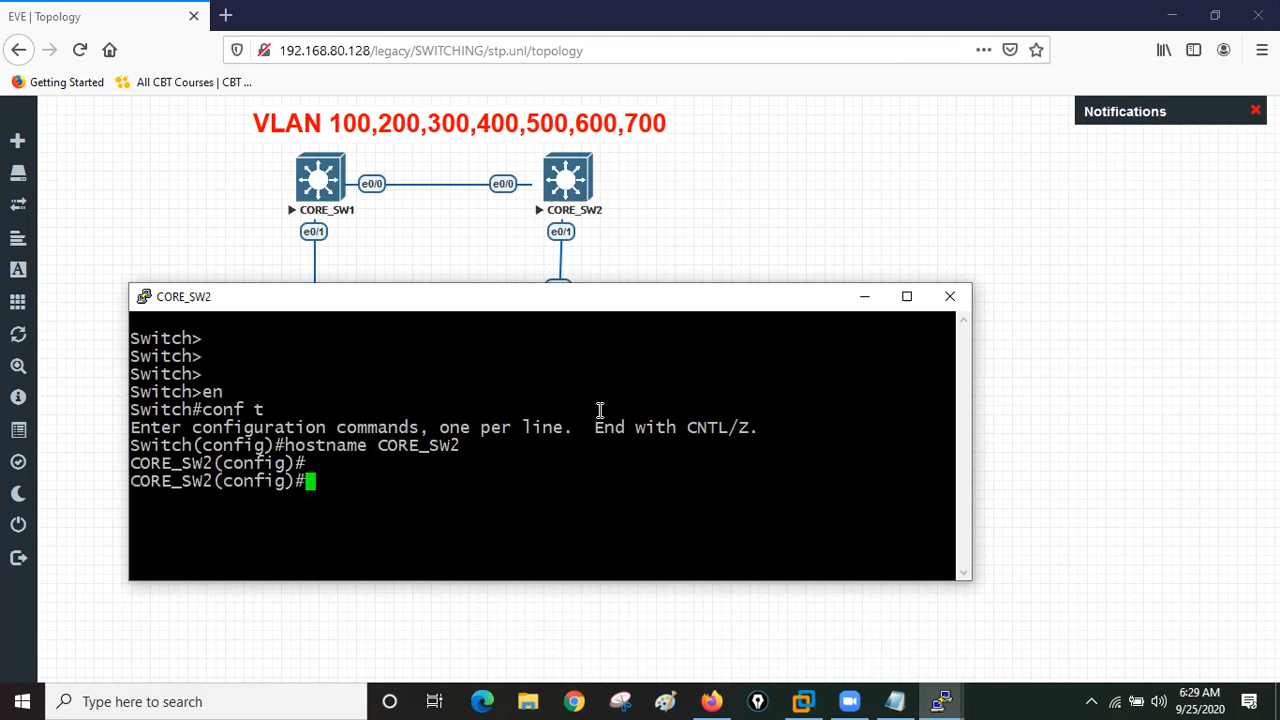 EVE | Topology
192.168.80.128/legacy/SWITCHING/stp.unl/topology
Getting Started
All CBT Courses | CBT ...
Notifications
VLAN 100,200,300,400,500,600,700
e0/0
e0/0
CORE_SW1
CORE_SW2
e0/1
e0/1
CORE_SW2
Switch>
Switch>
Switch>
Switch>en
Switch#conf t
Enter configuration commands, one per line.  End with CNTL/Z.
Switch(config)#hostname CORE_SW2
CORE_SW2(config)#
CORE_SW2(config)#
Type here to search
6:29 AM
9/25/2020